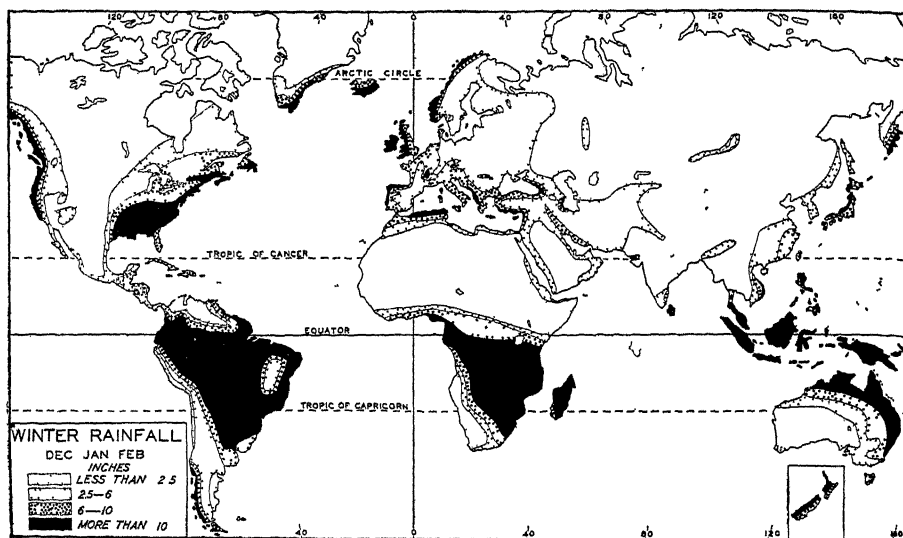 120 80 40 0 40 80 120 160
ARCTIC CIRCLE
TROPIC OF CANCER
EQUATOR
TROPIC OF CAPRICORN
WINTER RAINFALL
DEC JAN FEB
INCHES
LESS THAN 2 5
2.5—6
6—10
MORE THAN 10
40 0 40 80 120 160